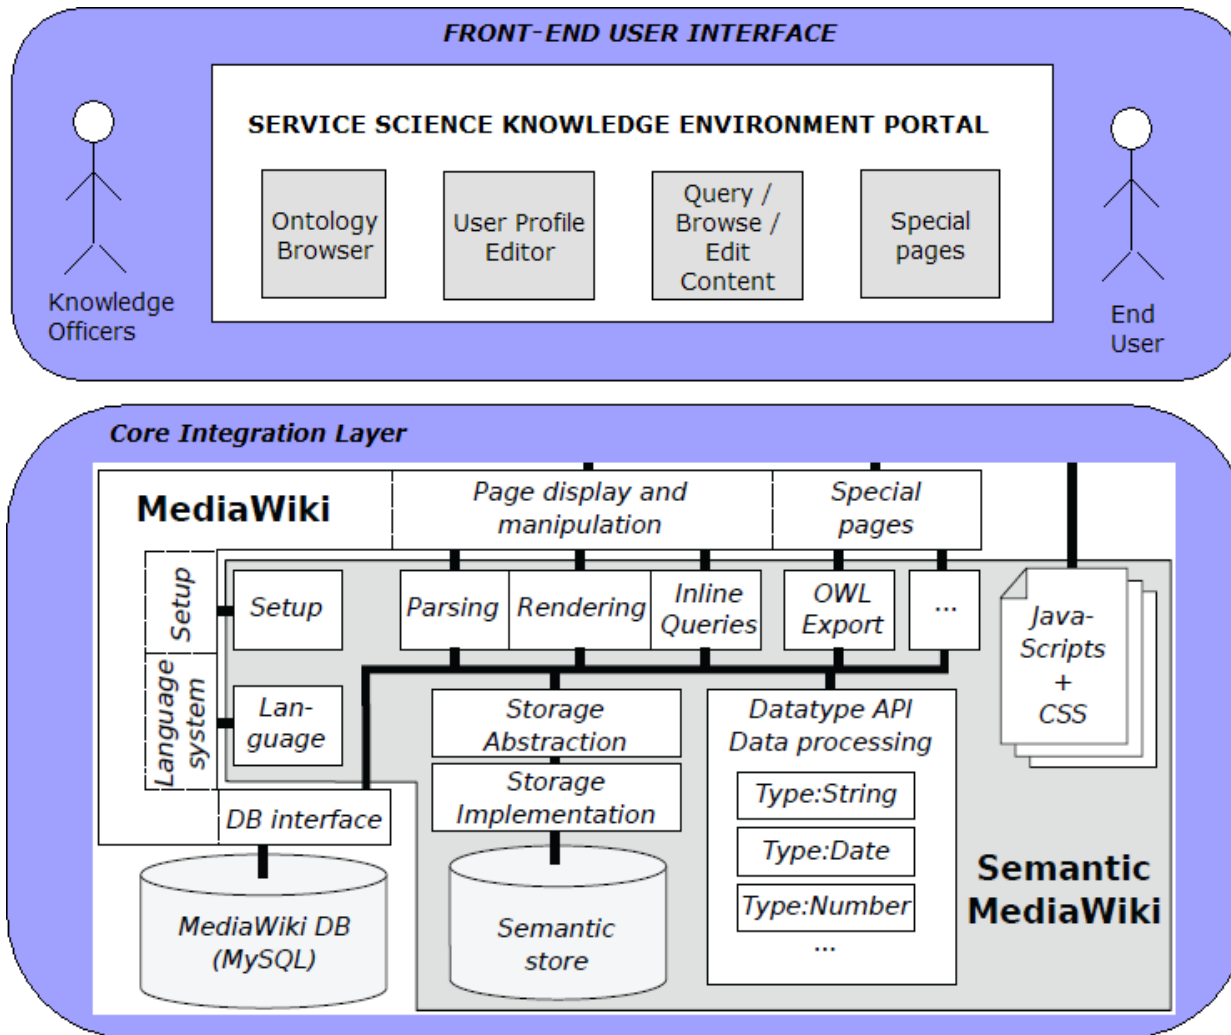 FRONT-END USER INTERFACE
SERVICE SCIENCE KNOWLEDGE ENVIRONMENT PORTAL
Ontology
Browser
User Profile
Editor
Query /
Browse /
Edit
Content
Special
pages
Knowledge
Officers
End
User
Core Integration Layer
MediaWiki
Page display and
manipulation
Special
pages
Setup
Setup
Parsing
Rendering
Inline
Queries
OWL
Export
...
Java-
Scripts
+
CSS
Language
system
Lan-
guage
Storage
Abstraction
Datatype API
Data processing
Storage
Implementation
Type:String
Type:Date
Type:Number
...
DB interface
MediaWiki DB
(MySQL)
Semantic
store
Semantic
MediaWiki